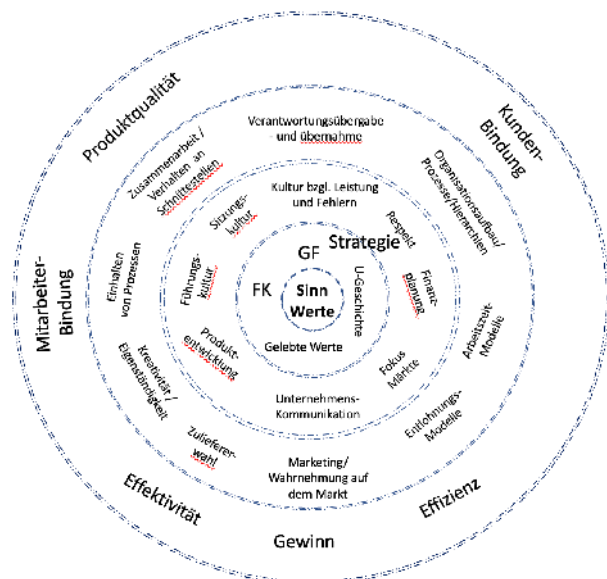 Produktqualität
Kunden-
Bindung
Verantwortungsübergabe
- und übernahme
Zusammenarbeit /
Verhalten an
Schnittestellen
Organisationsaufbau/
Prozesse/Hierarchien
Kultur bzgl. Leistung
und Fehlern
Sitzungs-
kultur
Respekt
Strategie
GF
FK
Sinn
Werte
U-Geschichte
Gelebte Werte
Führungs-
kultur
Finanz-
planung
Einhalten
von Prozessen
Mitarbeiter-
Bindung
Produkt-
entwicklung
Fokus
Märkte
Arbeitszeit-
Modelle
Kreativität /
Eigenständigkeit
Unternehmens-
Kommunikation
Entlohnungs-
Modelle
Zulieferer-
wahl
Marketing/
Wahrnehmung auf
dem Markt
Effektivität
Effizienz
Gewinn